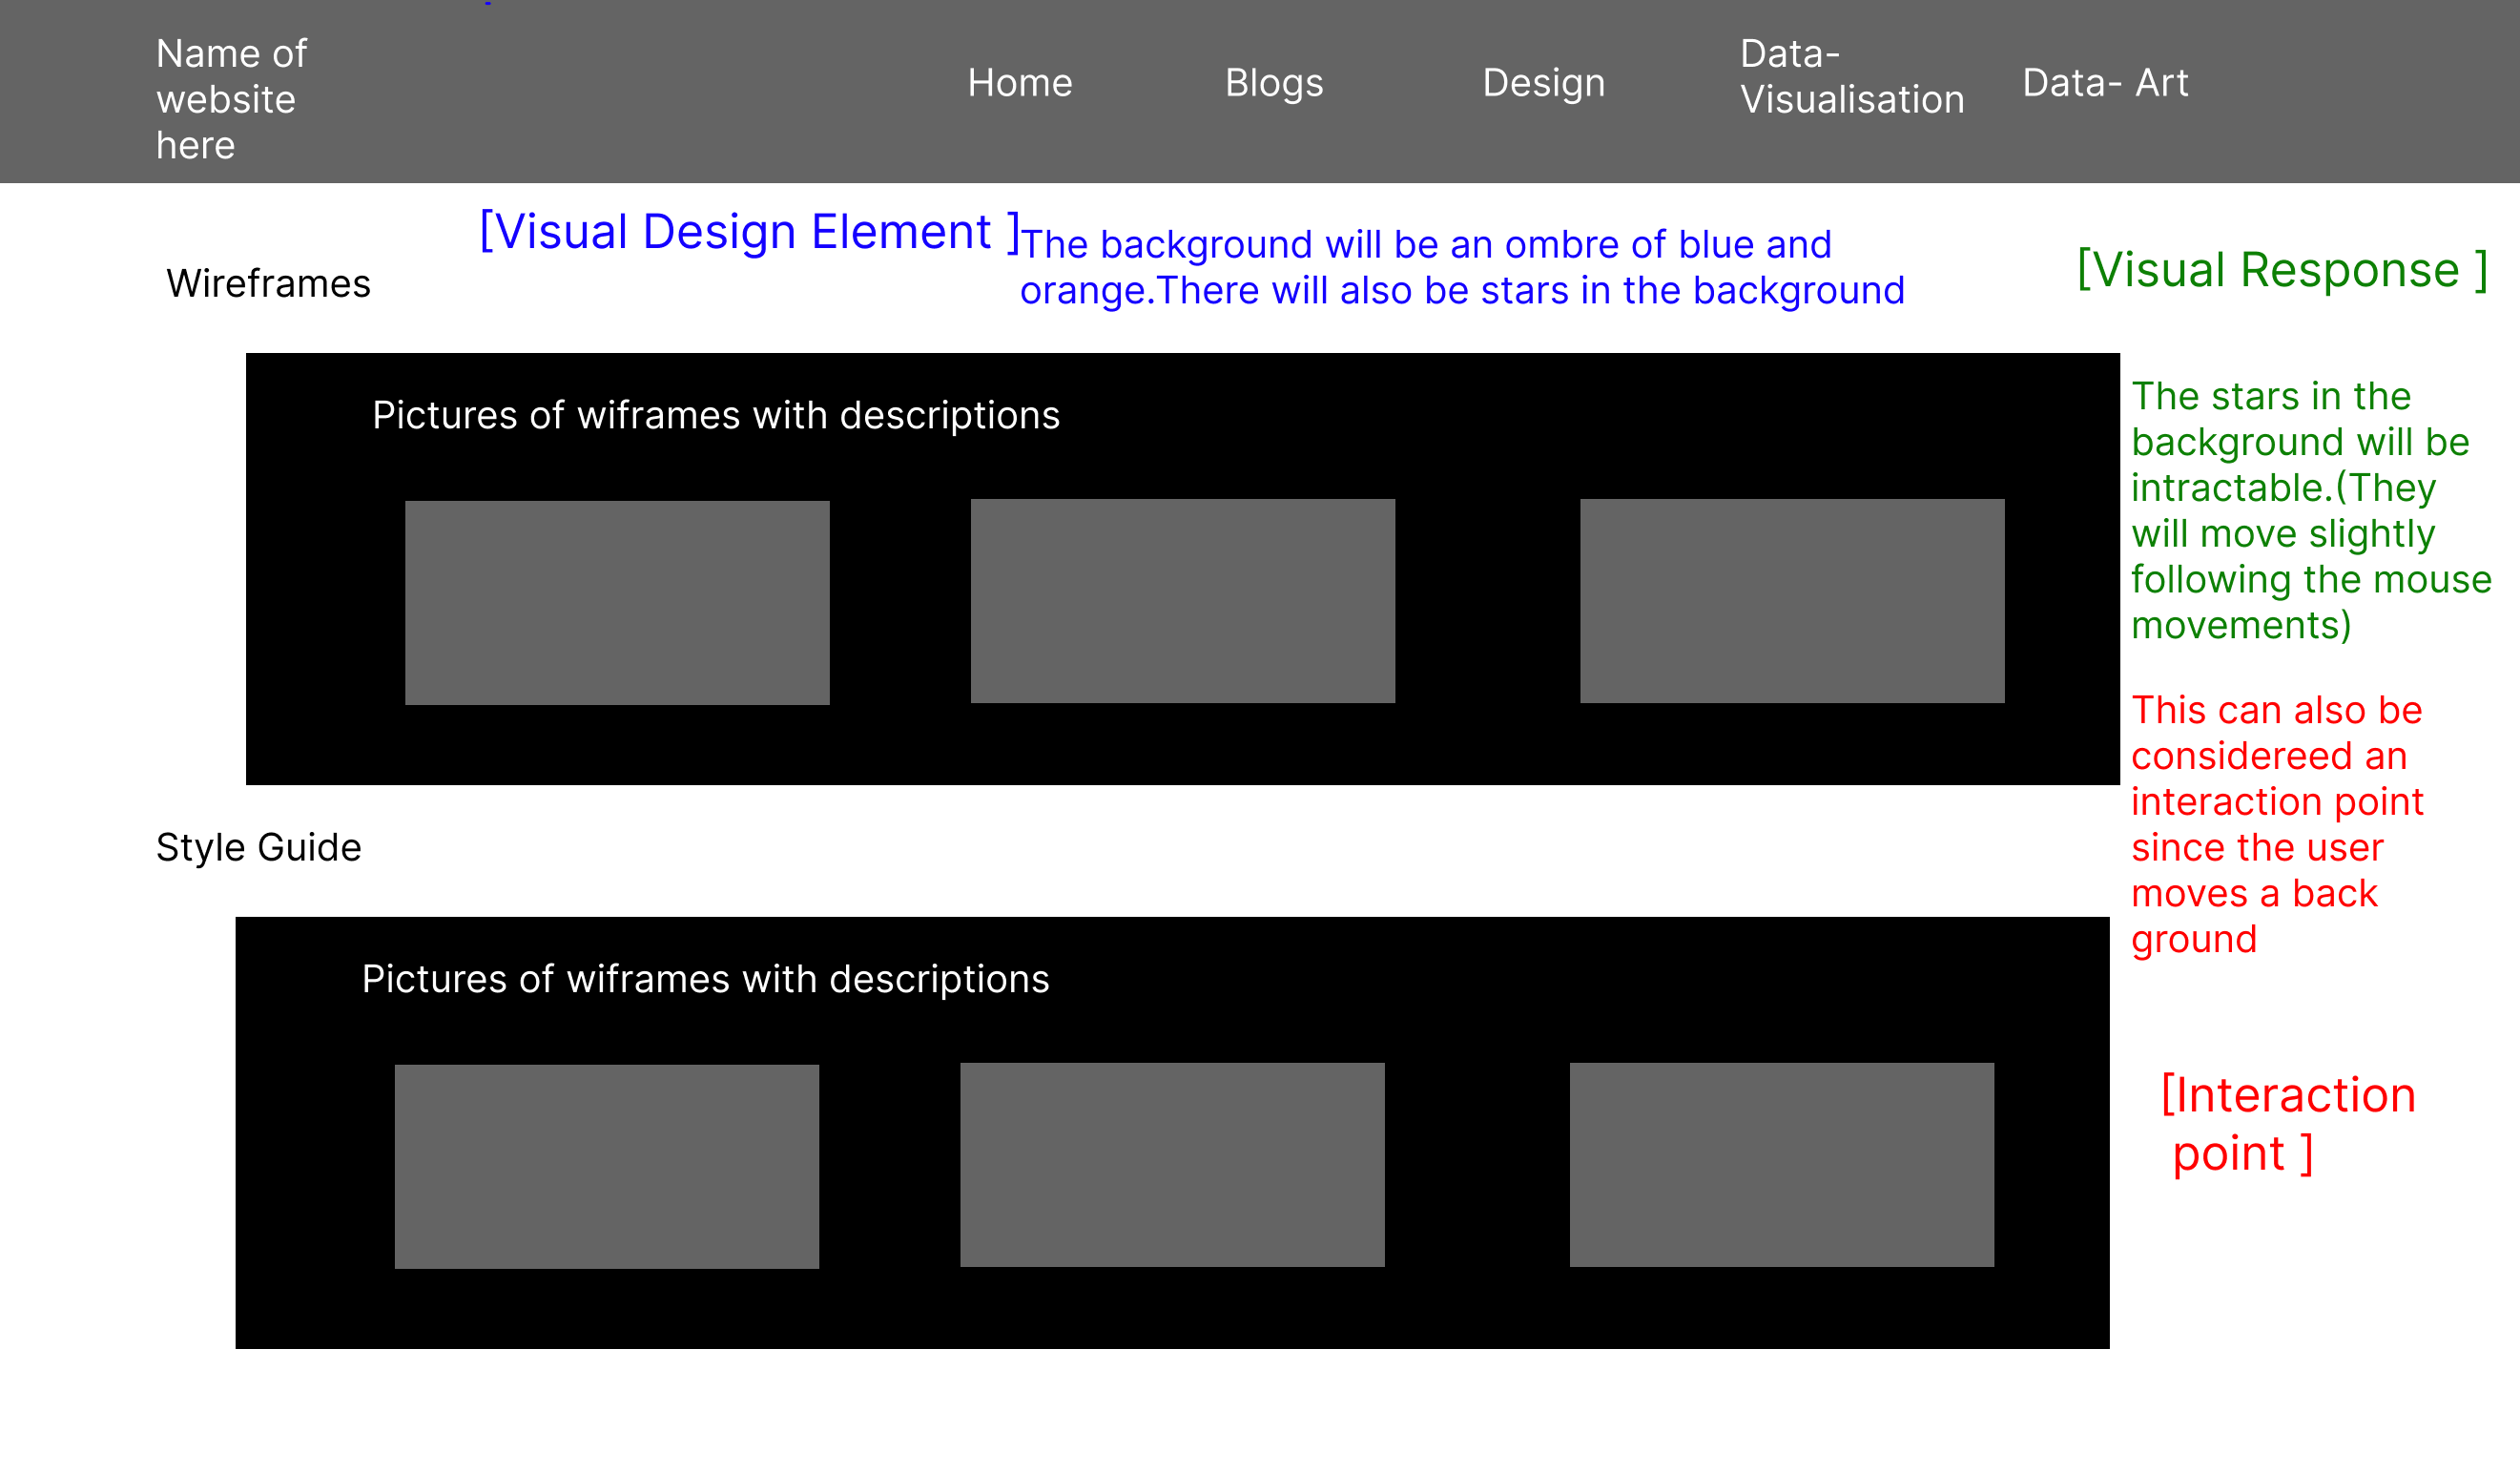 Name of
website
here
Home
Blogs
Design
Data-
Visualisation
Data- Art
[Visual Design Element ]
The background will be an ombre of blue and
orange.There will also be stars in the background
[Visual Response ]
Wireframes
Pictures of wiframes with descriptions
The stars in the
background will be
intractable.(They
will move slightly
following the mouse
movements)
This can also be
considereed an
interaction point
since the user
moves a back
ground
Style Guide
Pictures of wiframes with descriptions
[Interaction
point ]